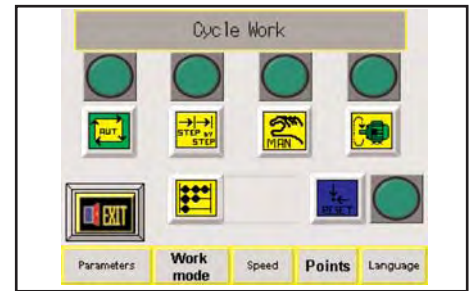 Cycle Work
AUT
STEP BY
STEP
MAN
EXIT
RESET
Parameters
Work
mode
Speed
Points
Language